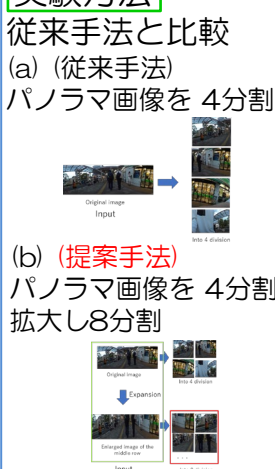 実験方法
従来手法と比較
(a) (従来手法)
パノラマ画像を 4分割
Original image
Input
Into 4 division
(b) (提案手法)
パノラマ画像を 4分割
拡大し8分割
Original image
Into 4 division
Expansion
Enlarged image of the
middle row
Input